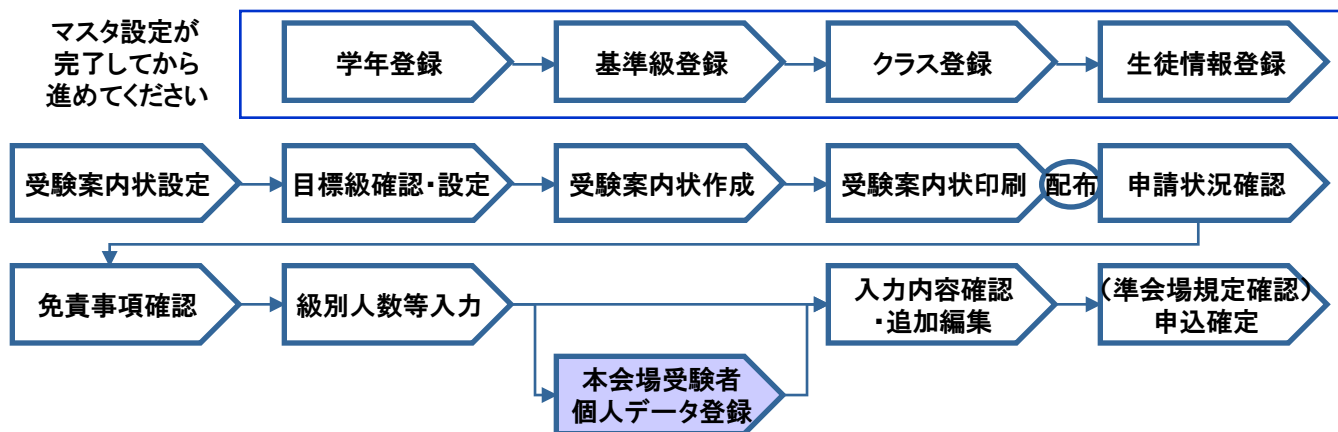 マスタ設定が
完了してから
進めてください
学年登録
基準級登録
クラス登録
生徒情報登録
受験案内状設定
目標級確認・設定
受験案内状作成
受験案内状印刷
配布
申請状況確認
免責事項確認
級別人数等入力
入力内容確認
・追加編集
(準会場規定確認)
申込確定
本会場受験者
個人データ登録